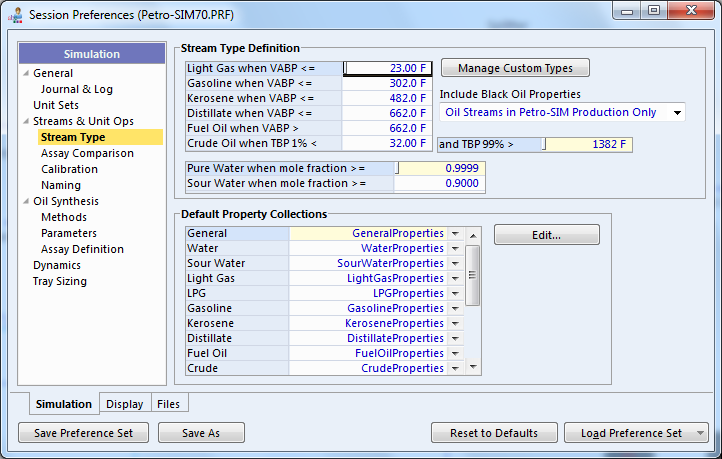 Session Preferences (Petro-SIM70.PRF)
Simulation
General
Journal & Log
Unit Sets
Streams & Unit Ops
Stream Type
Assay Comparison
Calibration
Naming
Oil Synthesis
Methods
Parameters
Assay Definition
Dynamics
Tray Sizing
Stream Type Definition
Light Gas when VABP <= 23.00 F
Gasoline when VABP <= 302.0 F
Kerosene when VABP <= 482.0 F
Distillate when VABP <= 662.0 F
Fuel Oil when VABP > 662.0 F
Crude Oil when TBP 1% < 32.00 F
and TBP 99% > 1382 F
Manage Custom Types
Include Black Oil Properties
Oil Streams in Petro-SIM Production Only
Pure Water when mole fraction >= 0.9999
Sour Water when mole fraction >= 0.9000
Default Property Collections
General GeneralProperties
Water WaterProperties
Sour Water SourWaterProperties
Light Gas LightGasProperties
LPG LPGProperties
Gasoline GasolineProperties
Kerosene KeroseneProperties
Distillate DistillateProperties
Fuel Oil FuelOilProperties
Crude CrudeProperties
Edit...
Simulation Display Files
Save Preference Set Save As Reset to Defaults Load Preference Set